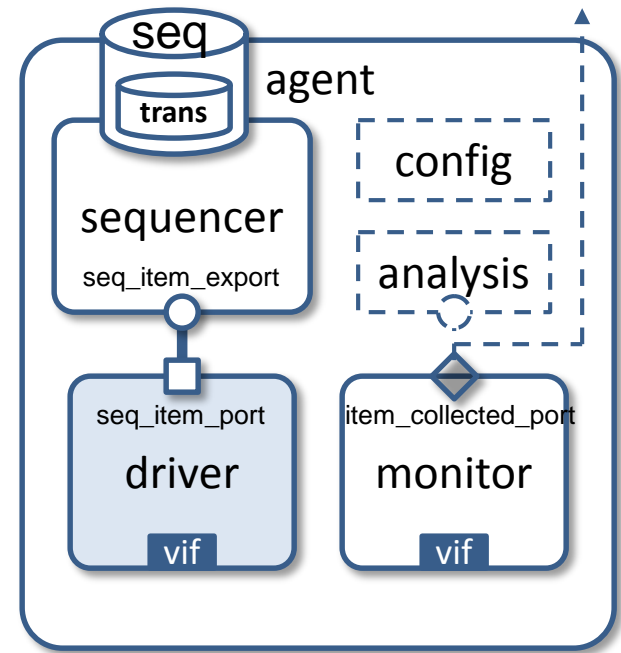 seq
agent
trans
config
sequencer
analysis
seq_item_export
seq_item_port
item_collected_port
driver
monitor
vif
vif